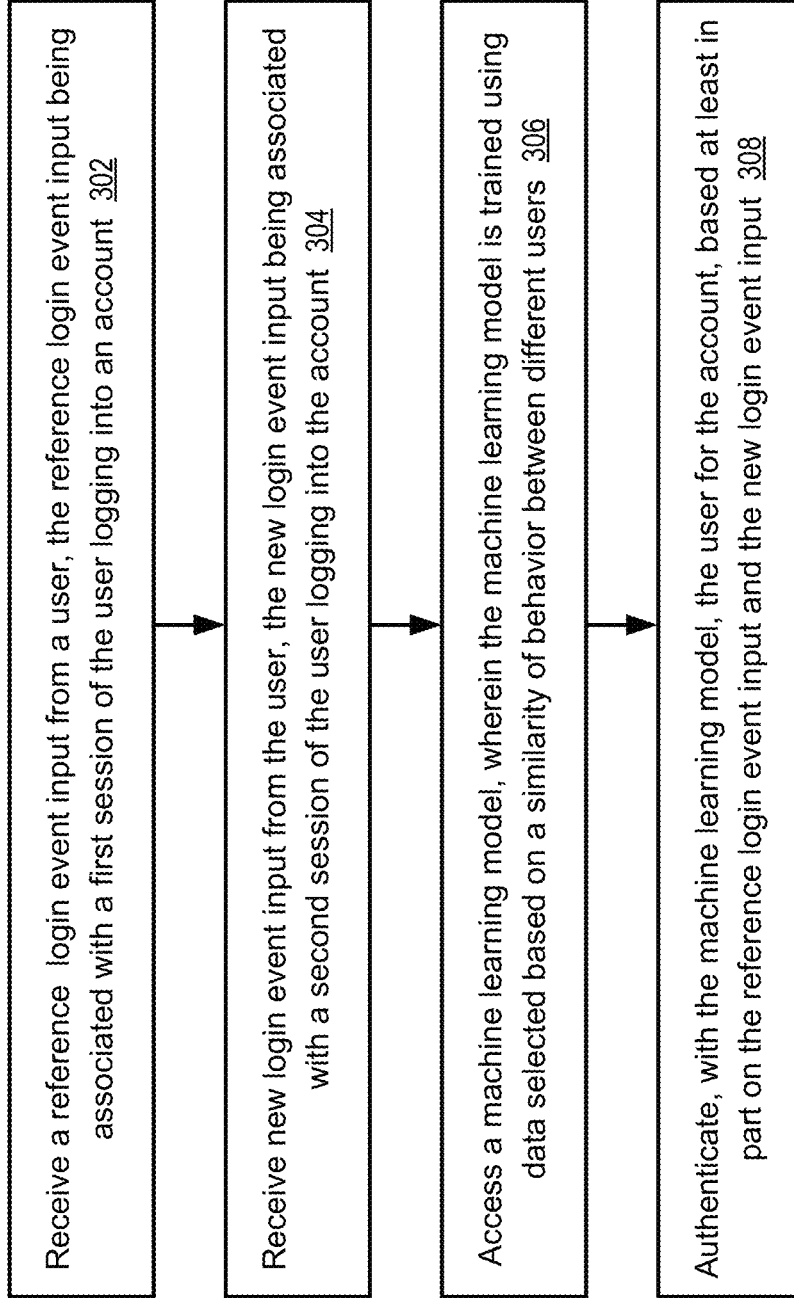 Receive a reference login event input from a user, the reference login event input being
associated with a first session of the user logging into an account 302
Receive new login event input from the user, the new login event input being associated
with a second session of the user logging into the account 304
Access a machine learning model, wherein the machine learning model is trained using
data selected based on a similarity of behavior between different users 306
Authenticate, with the machine learning model, the user for the account, based at least in
part on the reference login event input and the new login event input 308